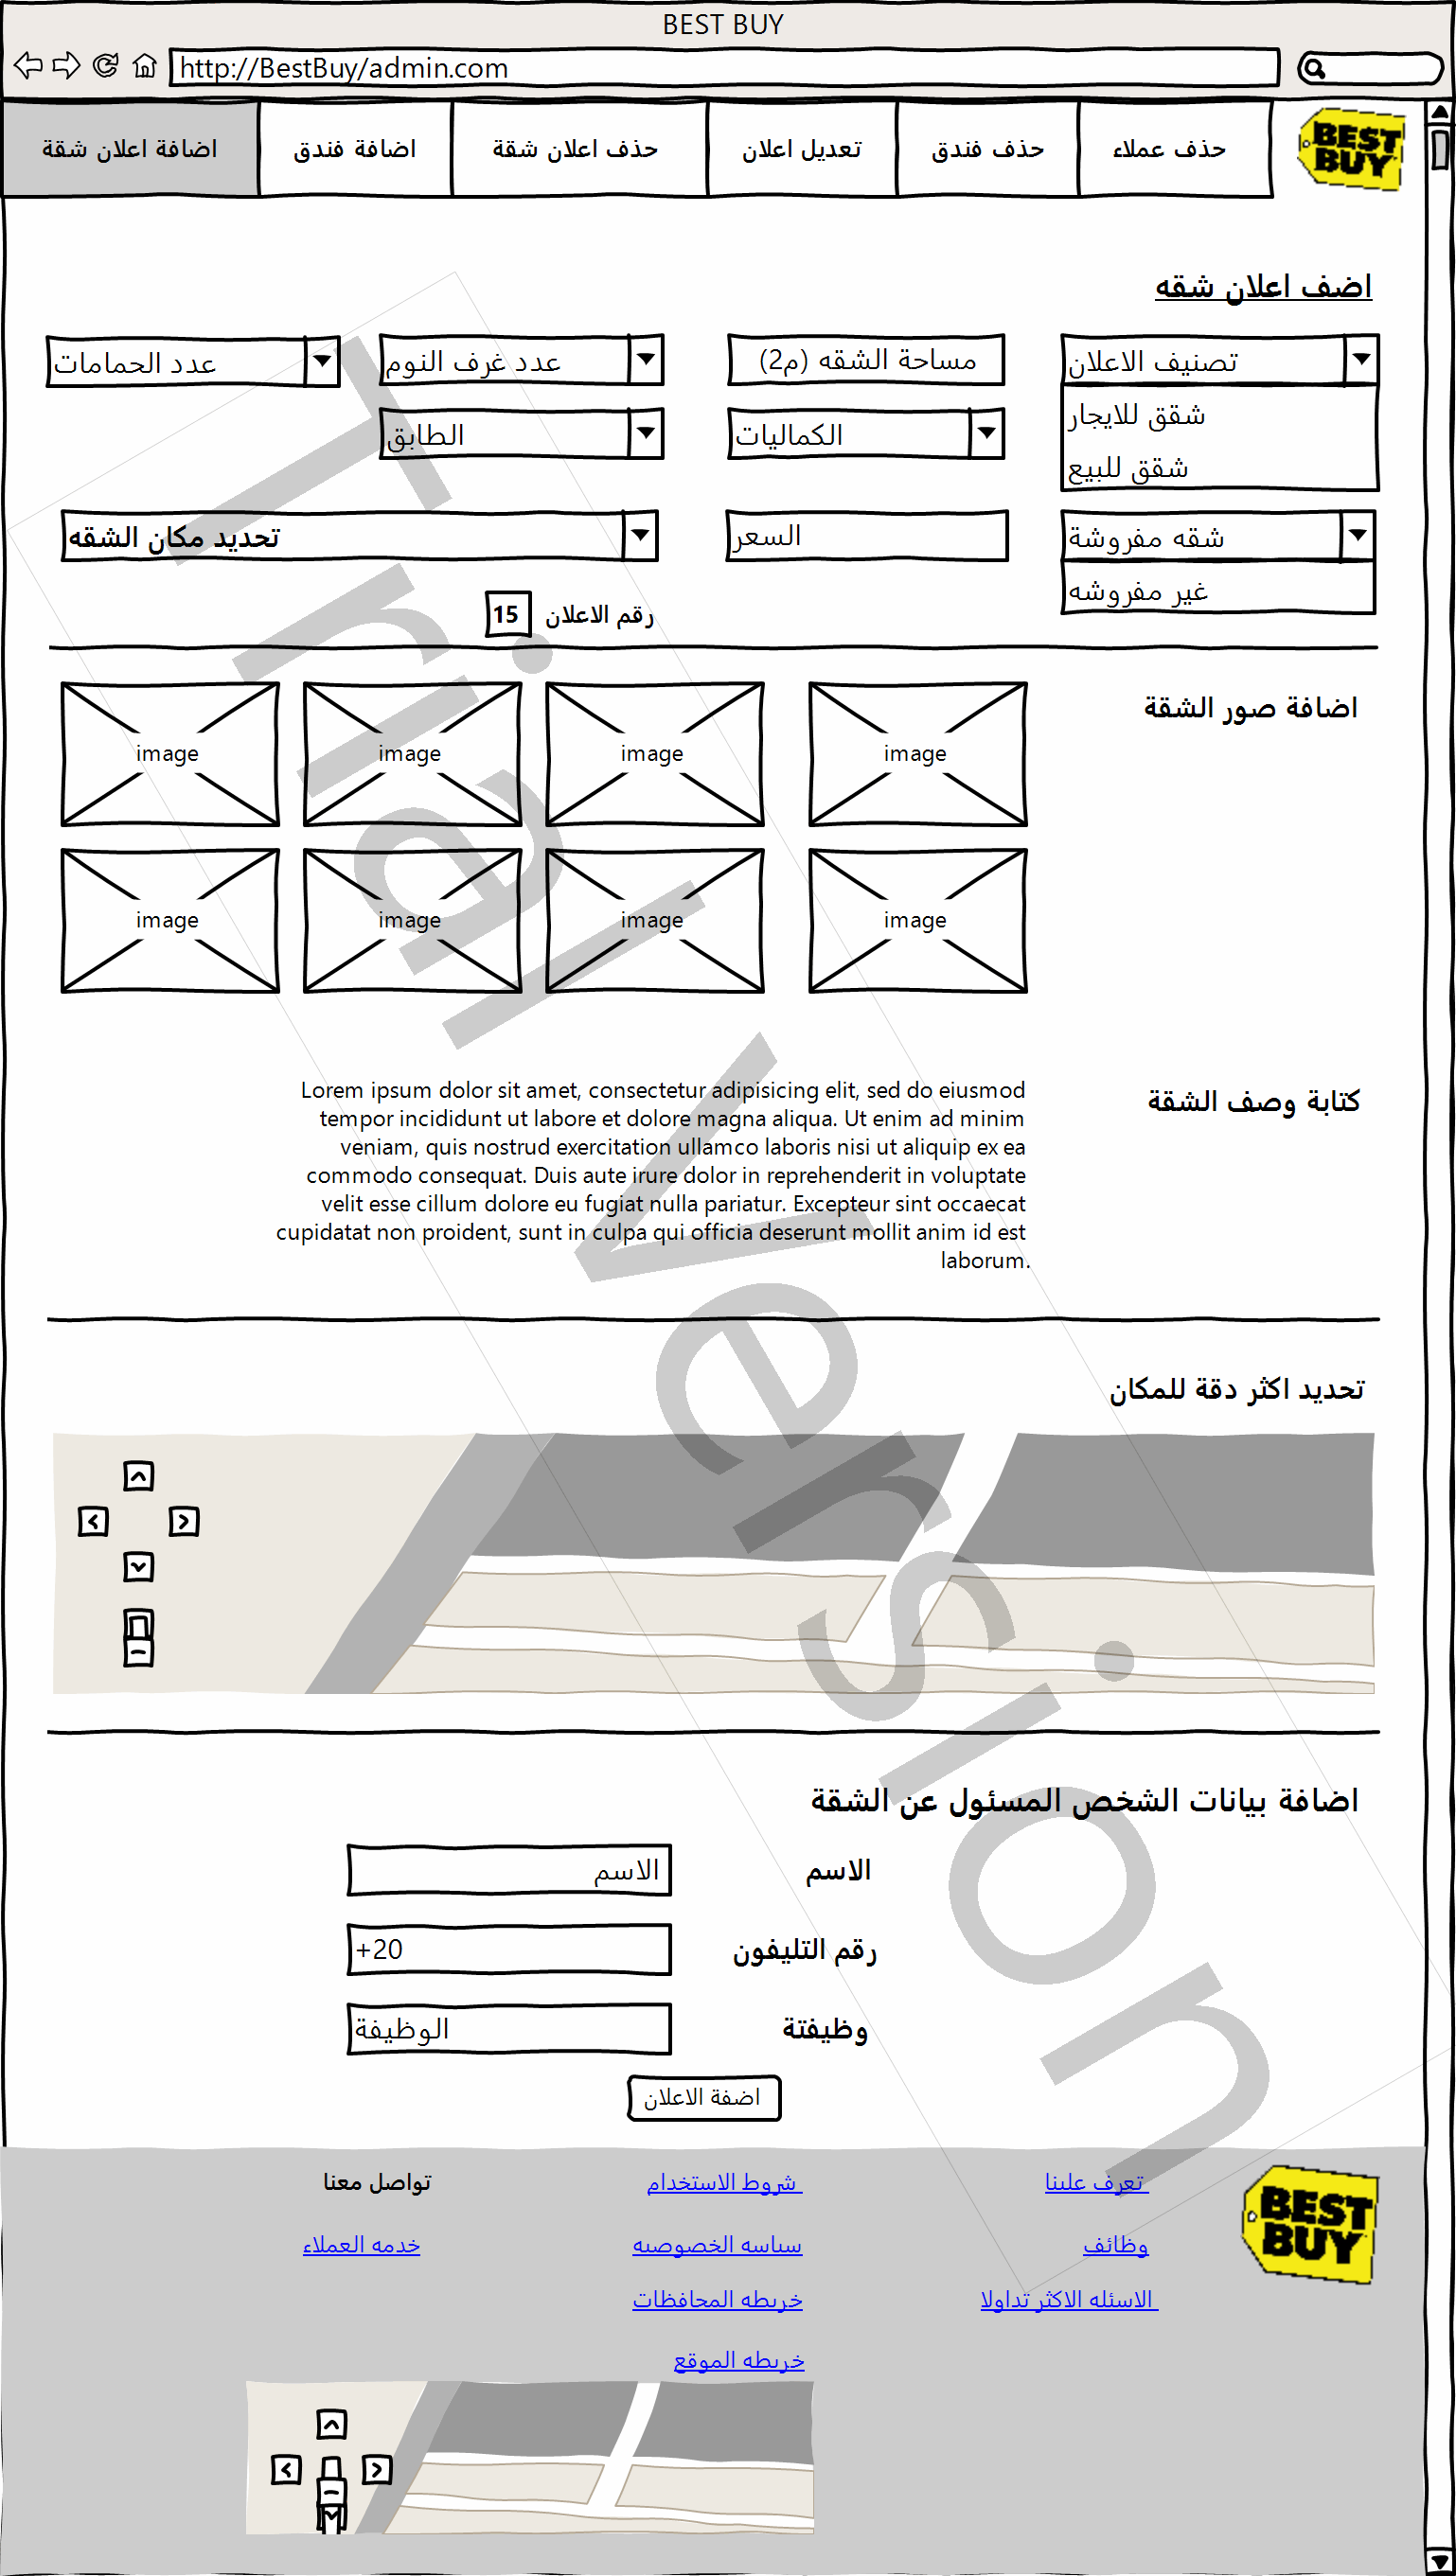 BEST BUY
http://BestBuy/admin.com
BEST BUY
حذف عملاء
حذف فندق
تعديل اعلان
حذف اعلان شقة
اضافة فندق
اضافة اعلان شقة
اضف اعلان شقه
تصنيف الاعلان
مساحة الشقه (م2)
عدد غرف النوم
عدد الحمامات
شقق للايجار
الكماليات
الطابق
شقق للبيع
شقه مفروشة
السعر
تحديد مكان الشقه
غير مفروشه
رقم الاعلان 15
اضافة صور الشقة
image
image
image
image
image
image
image
image
كتابة وصف الشقة
Lorem ipsum dolor sit amet, consectetur adipisicing elit, sed do eiusmod
tempor incididunt ut labore et dolore magna aliqua. Ut enim ad minim
veniam, quis nostrud exercitation ullamco laboris nisi ut aliquip ex ea
commodo consequat. Duis aute irure dolor in reprehenderit in voluptate
velit esse cillum dolore eu fugiat nulla pariatur. Excepteur sint occaecat
cupidatat non proident, sunt in culpa qui officia deserunt mollit anim id est
laborum.
تحديد اكثر دقة للمكان
اضافة بيانات الشخص المسئول عن الشقة
الاسم
الاسم
رقم التليفون
+20
وظيفتة
الوظيفة
اضفة الاعلان
BEST BUY
تعرف علينا
شروط الاستخدام
تواصل معنا
وظائف
سياسه الخصوصيه
خدمه العملاء
الاسئله الاكثر تداولا
خريطه المحافظات
خريطه الموقع
Trial Version